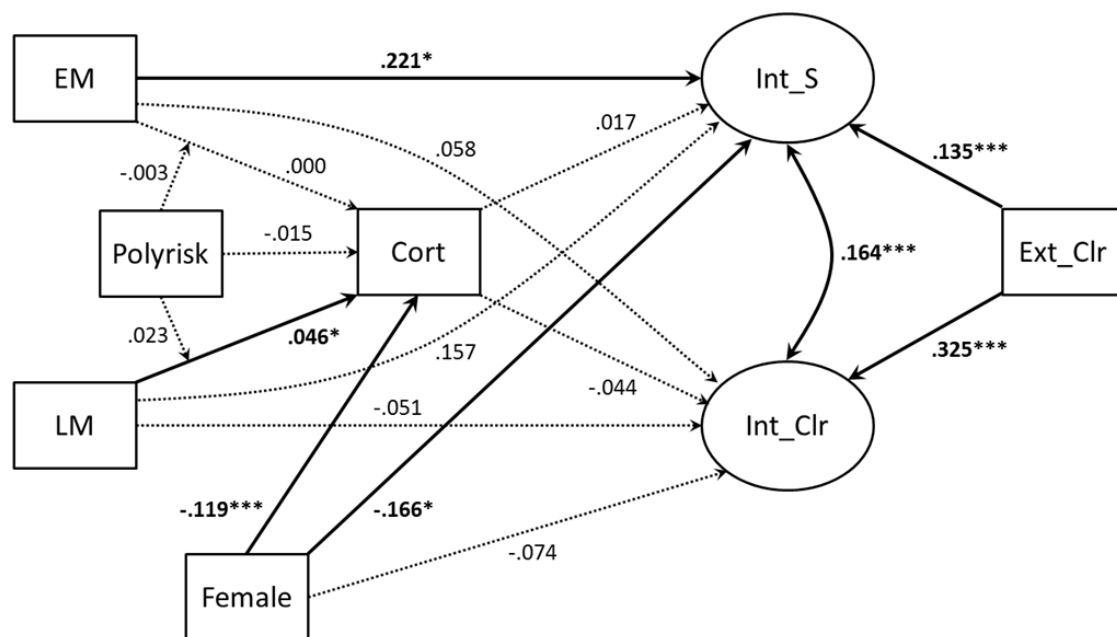 EM
.221*
Int_S
.017
.058
-.003
.000
.135***
Polyrisk
-.015
Cort
.164***
Ext_Clr
.023
.046*
.157
-.044
.325***
LM
-.051
Int_Clr
-.119***
-.166*
-.074
Female